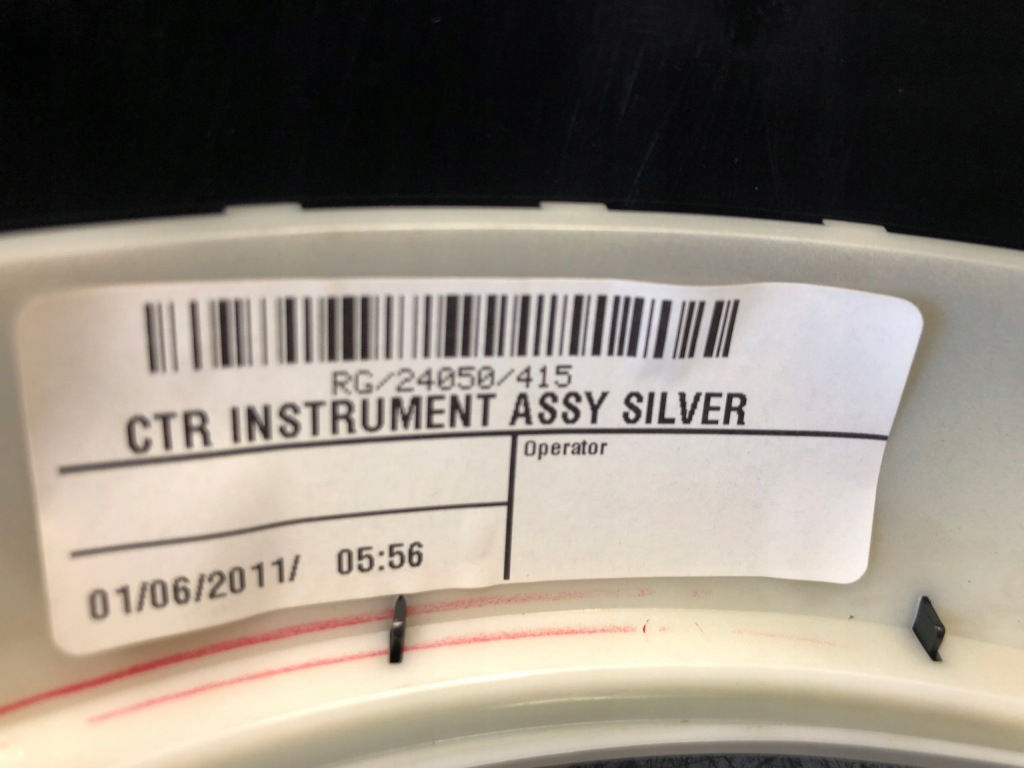 RG/24050/415
CTR INSTRUMENT ASSY SILVER
Operator
01/06/2011/ 05:56